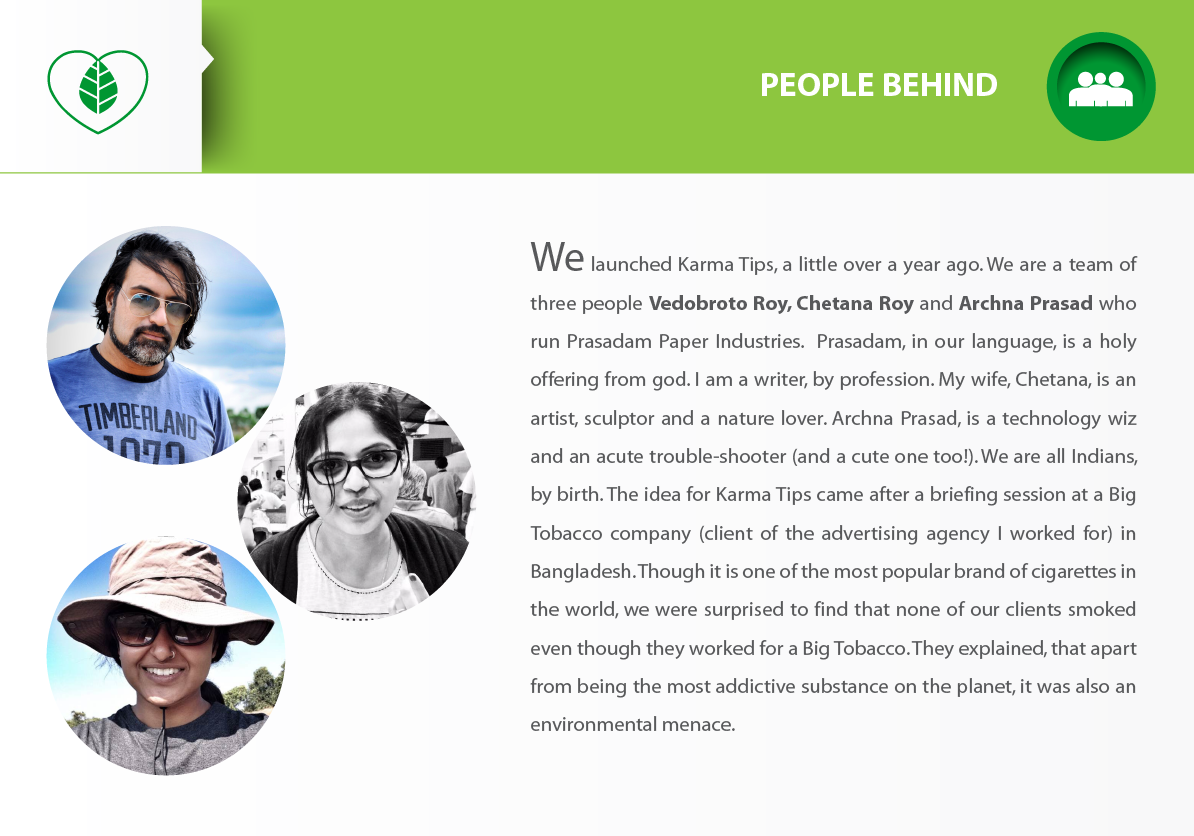 PEOPLE BEHIND
TIMBERLAND
1973
We launched Karma Tips, a little over a year ago. We are a team of
three people Vedobroto Roy, Chetana Roy and Archna Prasad who
run Prasadam Paper Industries. Prasadam, in our language, is a holy
offering from god. I am a writer, by profession. My wife, Chetana, is an
artist, sculptor and a nature lover. Archna Prasad, is a technology wiz
and an acute trouble-shooter (and a cute one too!). We are all Indians,
by birth. The idea for Karma Tips came after a briefing session at a Big
Tobacco company (client of the advertising agency I worked for) in
Bangladesh. Though it is one of the most popular brand of cigarettes in
the world, we were surprised to find that none of our clients smoked
even though they worked for a Big Tobacco. They explained, that apart
from being the most addictive substance on the planet, it was also an
environmental menace.